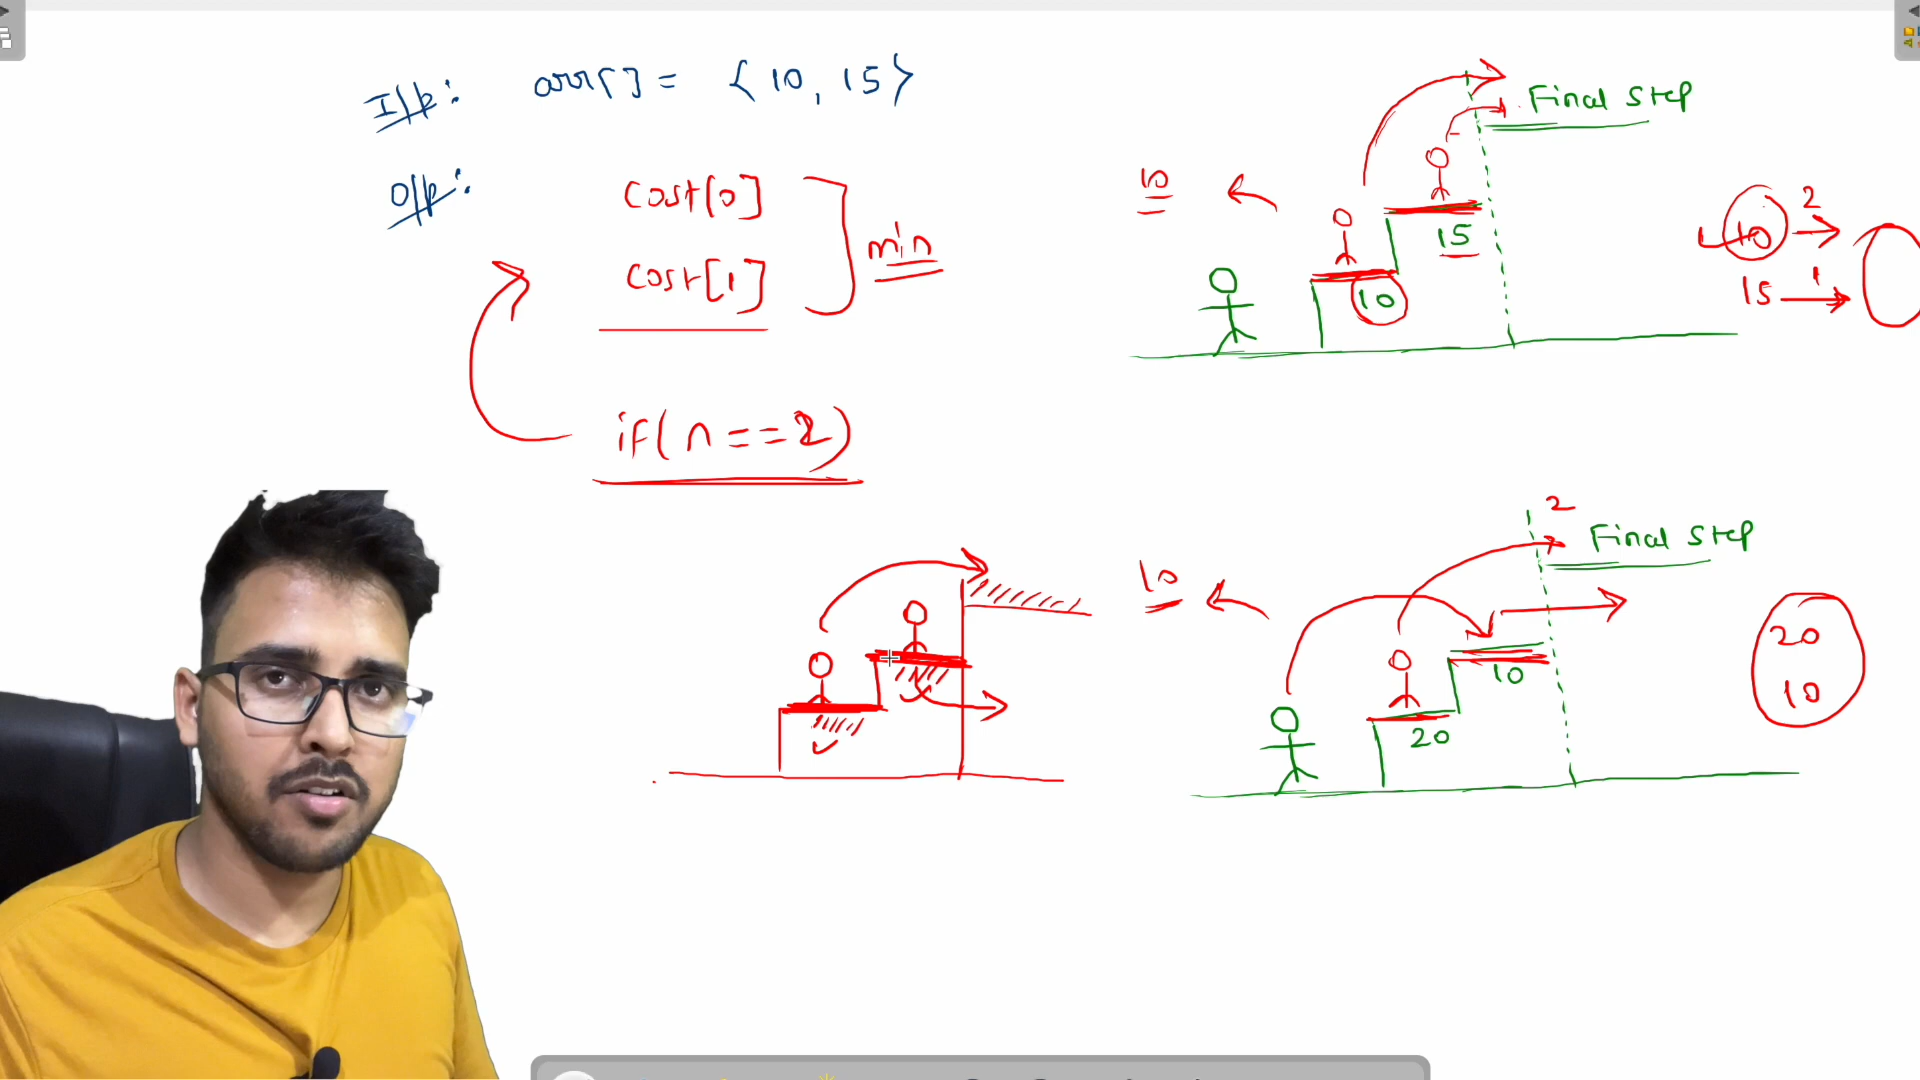 I/p: arr[] = {10, 15}
O/p:
cost[0]
cost[1]
min
if(n==2)
Final Step
10
15
10
10 2
15 1
2
Final Step
10
10
20
20
10